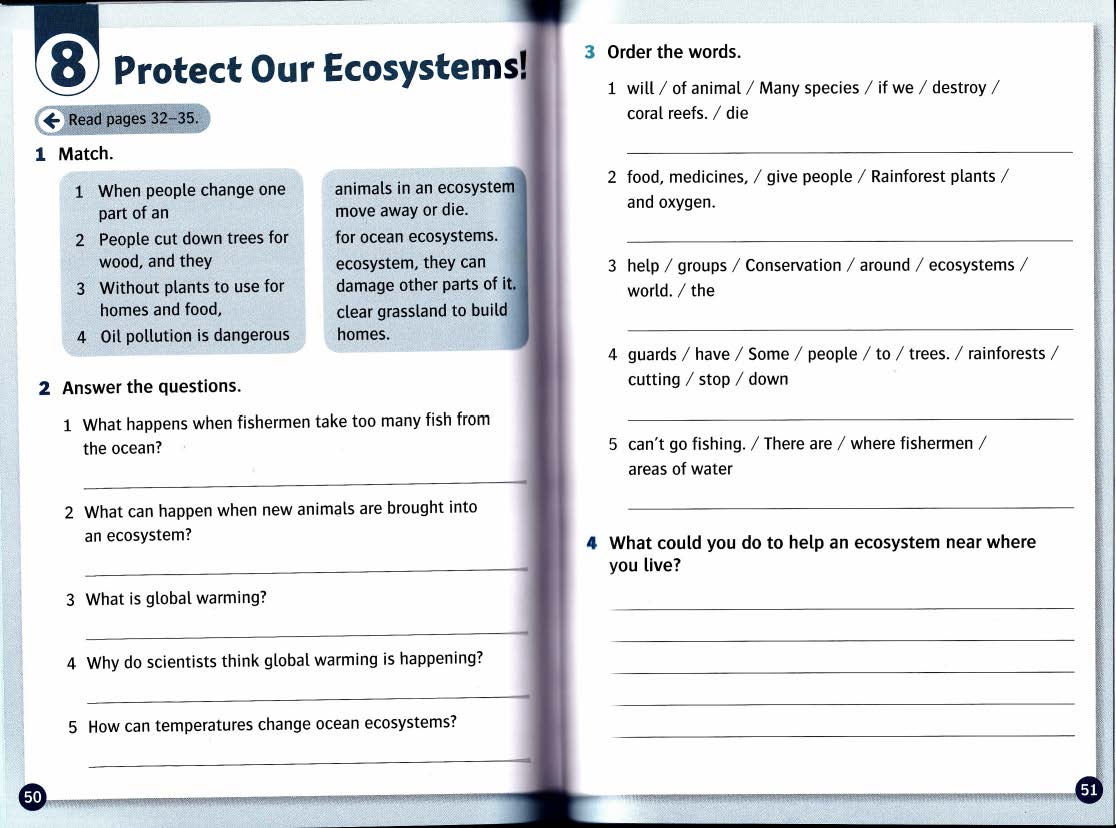 8 Protect Our Ecosystems!
Read pages 32–35.
1 Match.
1 When people change one
part of an
2 People cut down trees for
wood, and they
3 Without plants to use for
homes and food,
4 Oil pollution is dangerous
animals in an ecosystem
move away or die.
for ocean ecosystems.
ecosystem, they can
damage other parts of it.
clear grassland to build
homes.
2 Answer the questions.
1 What happens when fishermen take too many fish from
the ocean?
2 What can happen when new animals are brought into
an ecosystem?
3 What is global warming?
4 Why do scientists think global warming is happening?
5 How can temperatures change ocean ecosystems?
50
3 Order the words.
1 will / of animal / Many species / if we / destroy /
coral reefs. / die
2 food, medicines, / give people / Rainforest plants /
and oxygen.
3 help / groups / Conservation / around / ecosystems /
world. / the
4 guards / have / Some / people / to / trees. / rainforests /
cutting / stop / down
5 can't go fishing. / There are / where fishermen /
areas of water
4 What could you do to help an ecosystem near where
you live?
51